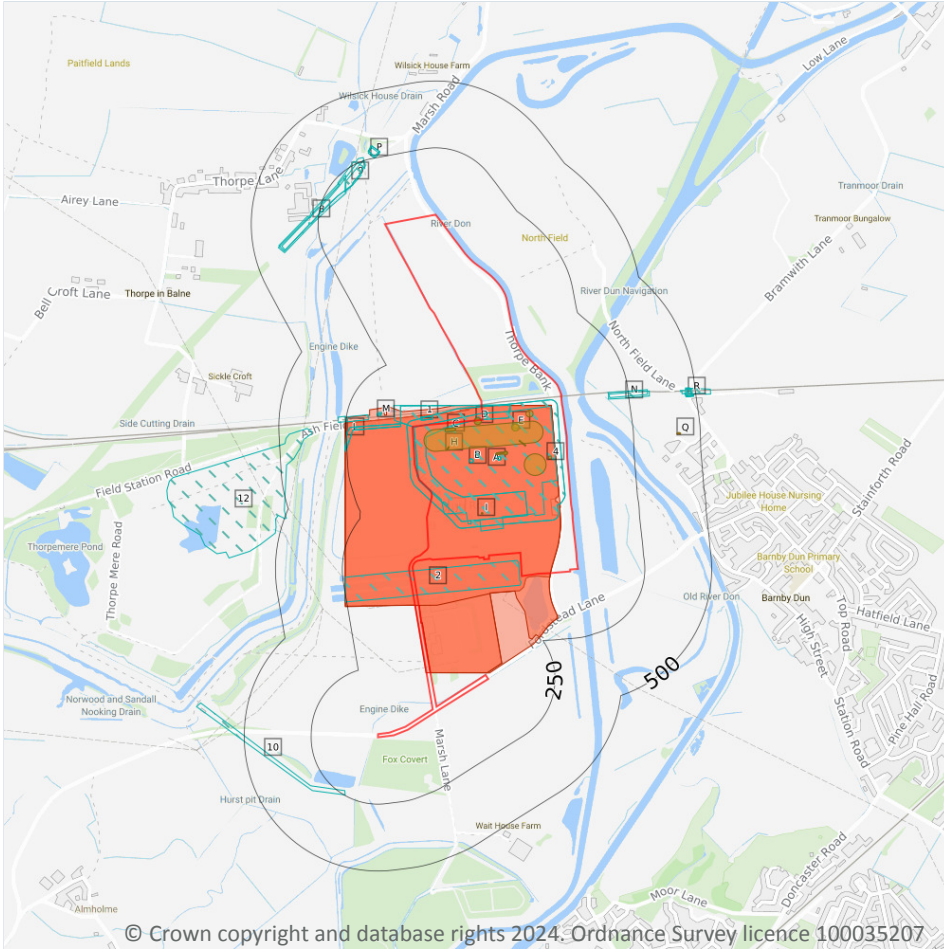 Paitfield Lands
Wilsick House Farm
Low Lane
Wilsick House Drain
Marsh Road
P
Thorpe Lane
Tranmoor Drain
Airey Lane
River Don
Tranmoor Bungalow
North Field
Bell Croft Lane
Thorpe in Balne
River Dun Navigation
Bramwith Lane
Engine Dike
Thorpe Bank
North Field Lane
Sickle Croft
N
R
M
1
D
E
Side Cutting Drain
Ash Field
Q
H
B
A
4
Field Station Road
Stainforth Road
12
Jubilee House Nursing
Home
I
Thorpemere Pond
Thorpe Mere Road
Barnby Dun Primary
School
2
Old River Don
Barnby Dun
Top Road
Hatfield Lane
High Street
250
500
Norwood and Sandall
Nooking Drain
Engine Dike
Station Road
Pine Hall Road
10
Marsh Lane
Fox Covert
Hurst pit Drain
Wait House Farm
Doncaster Road
Moor Lane
Almholme
© Crown copyright and database rights 2024. Ordnance Survey licence 100035207